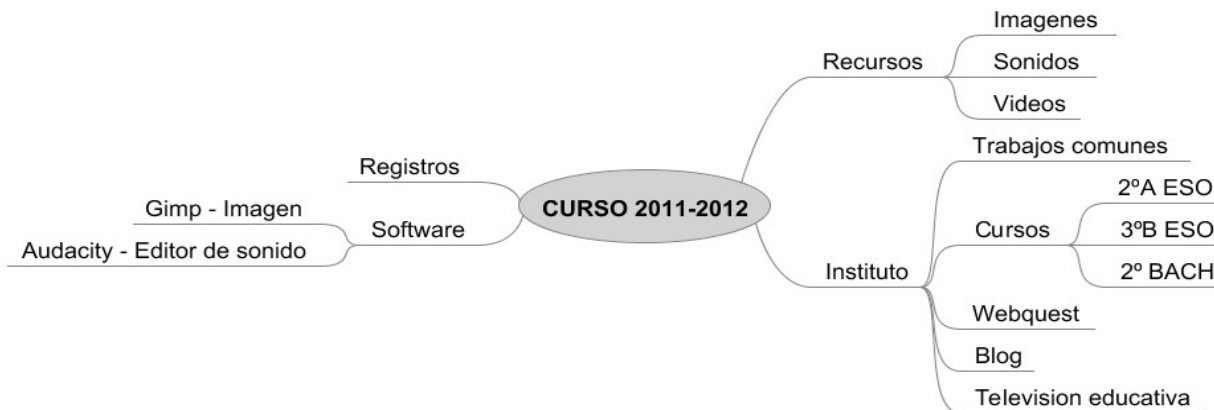 CURSO 2011-2012
Recursos
Imagenes
Sonidos
Videos
Instituto
Trabajos comunes
Cursos
2ºA ESO
3ºB ESO
2º BACH
Webquest
Blog
Television educativa
Registros
Software
Gimp - Imagen
Audacity - Editor de sonido